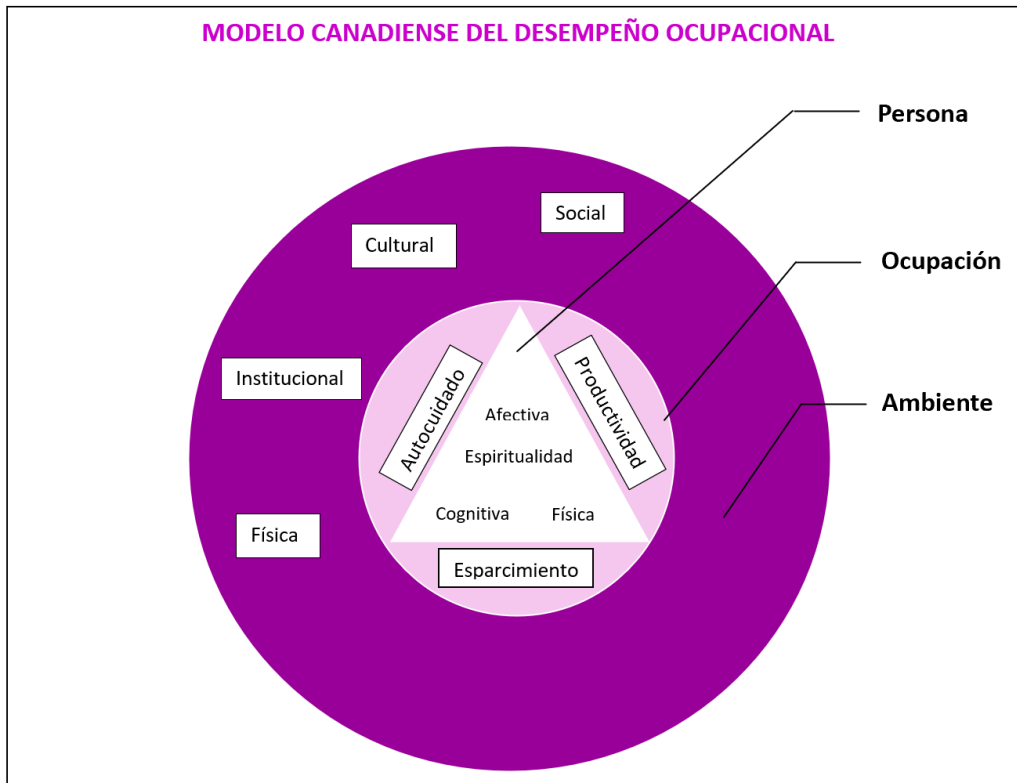 MODELO CANADIENSE DEL DESEMPEÑO OCUPACIONAL
Persona
Social
Cultural
Ocupación
Institucional
Autocuidado
Productividad
Ambiente
Afectiva
Espiritualidad
Cognitiva
Física
Física
Esparcimiento